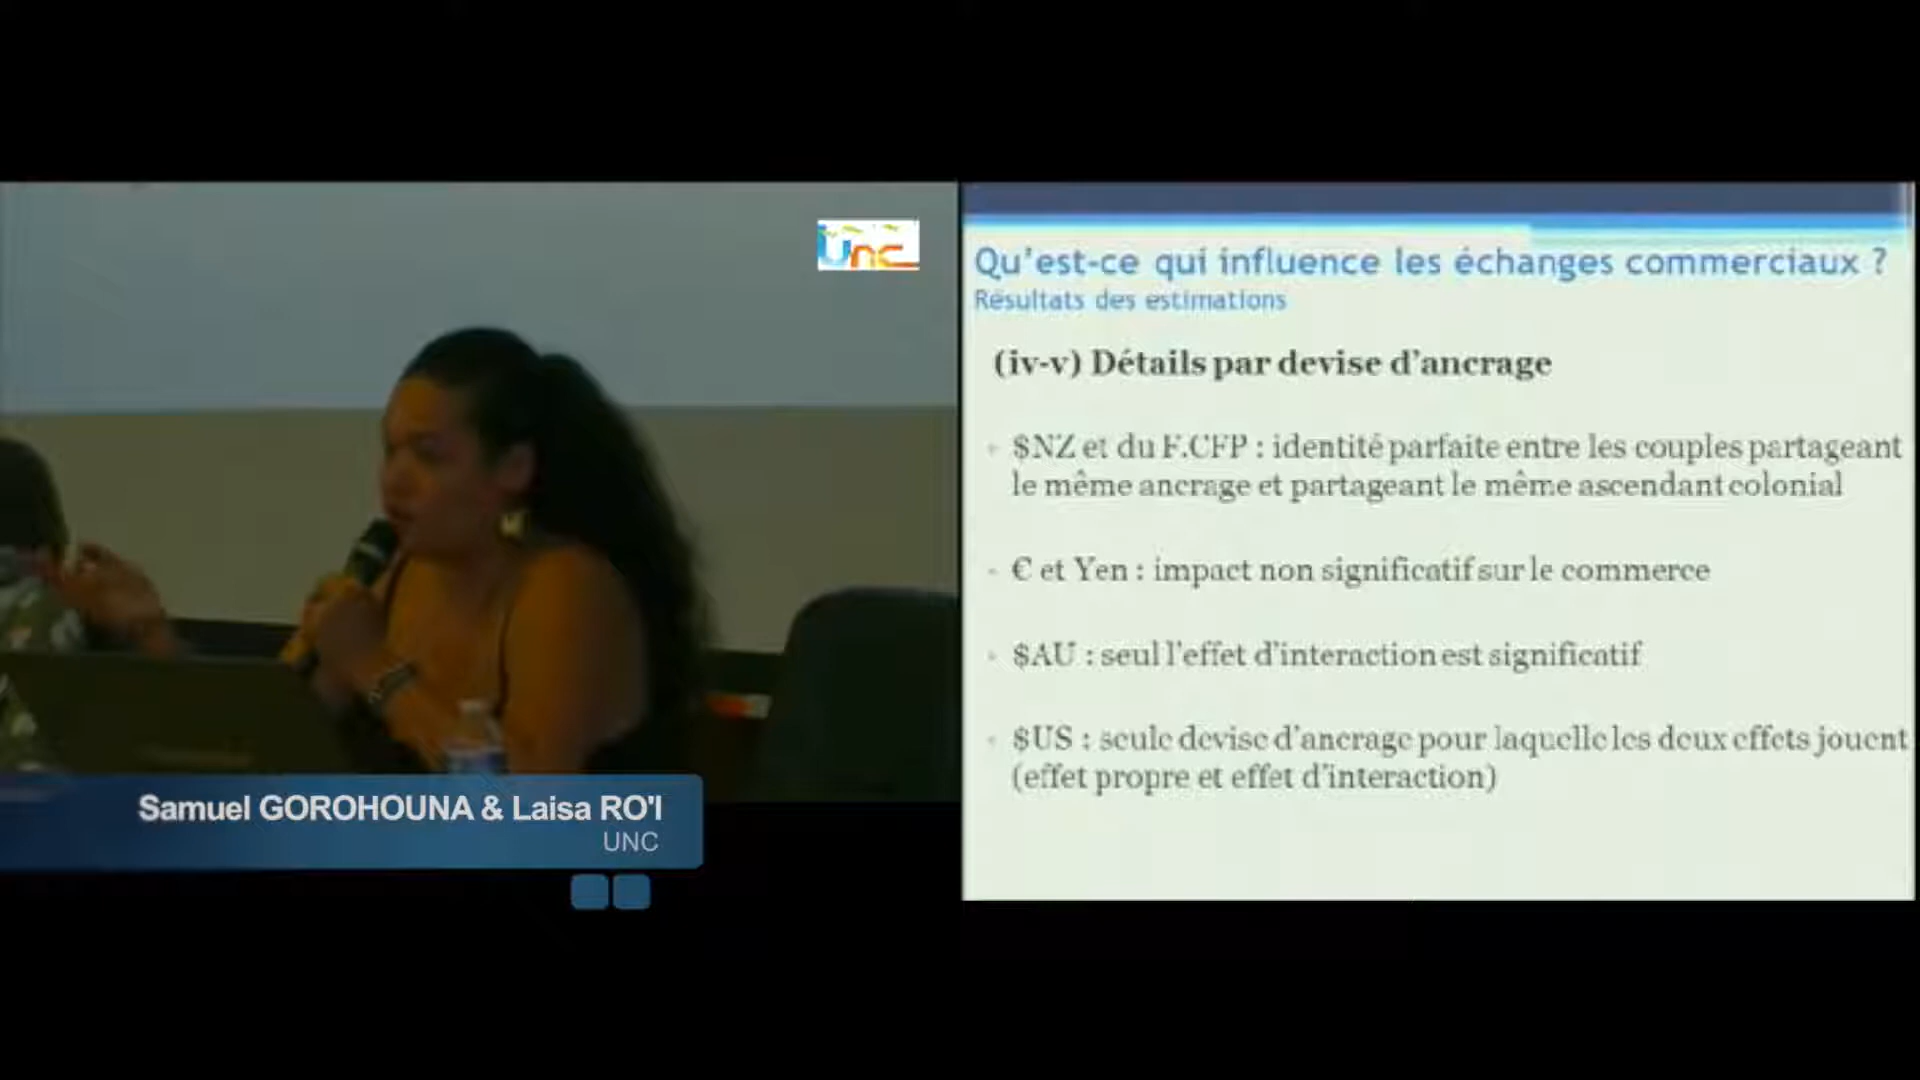 unc
Qu'est-ce qui influence les échanges commerciaux ?
Résultats des estimations
(iv-v) Détails par devise d'ancrage
$NZ et du F.CFP : identité parfaite entre les couples partageant
le même ancrage et partageant le même ascendant colonial
€ et Yen : impact non significatif sur le commerce
$AU : seul l'effet d'interaction est significatif
$US : seule devise d'ancrage pour laquelle les deux effets jouent
(effet propre et effet d'interaction)
Samuel GOROHOUNA & Laisa RO'I
UNC